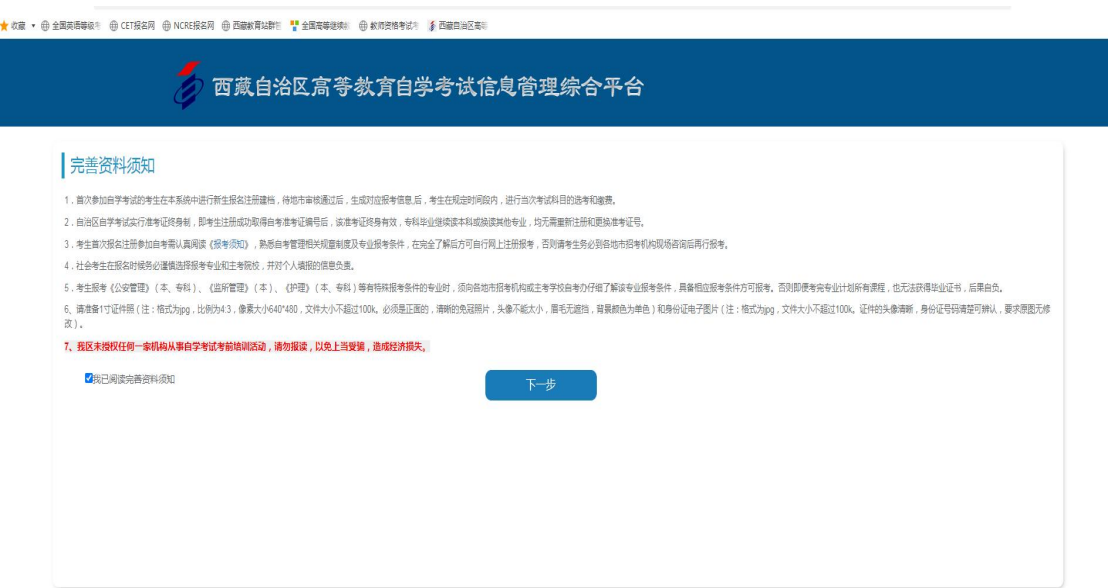 收藏 全国英语等级考 CET报名网 NCRE报名网 西藏教育站群管 全国高等继续教 教师资格考试考 西藏自治区高等
西藏自治区高等教育自学考试信息管理综合平台
完善资料须知
1．首次参加自学考试的考生在本系统中进行新生报名注册建档，待地市审核通过后，生成对应报考信息后，考生在规定时间段内，进行当次考试科目的选考和缴费。
2．自治区自学考试实行准考证终身制，即考生注册成功取得自考准考证编号后，该准考证终身有效，专科毕业继续读本科或换读其他专业，均无需重新注册和更换准考证号。
3．考生首次报名注册参加自考需认真阅读《报考须知》，熟悉自考管理相关规章制度及专业报考条件，在完全了解后方可自行网上注册报考，否则请考生务必到各地市招考机构现场咨询后再行报考。
4．社会考生在报名时候务必谨慎选择报考专业和主考院校，并对个人填报的信息负责。
5．考生报考《公安管理》（本、专科）、《监所管理》（本）、《护理》（本、专科）等有特殊报考条件的专业时，须向各地市招考机构或主考学校自考办仔细了解该专业报考条件，具备相应报考条件方可报考。否则即便考完专业计划所有课程，也无法获得毕业证书，后果自负。
6、请准备1寸证件照（注：格式为jpg，比例为4:3，像素大小640*480，文件大小不超过100k。必须是正面的，清晰的免冠照片，头像不能太小，眉毛无遮挡，背景颜色为单色）和身份证电子图片（注：格式为jpg，文件大小不超过100k。证件的头像清晰，身份证号码清楚可辨认，要求原图无修
改）。
7、我区未授权任何一家机构从事自学考试考前培训活动，请勿报读，以免上当受骗，造成经济损失。
我已阅读完善资料须知
下一步